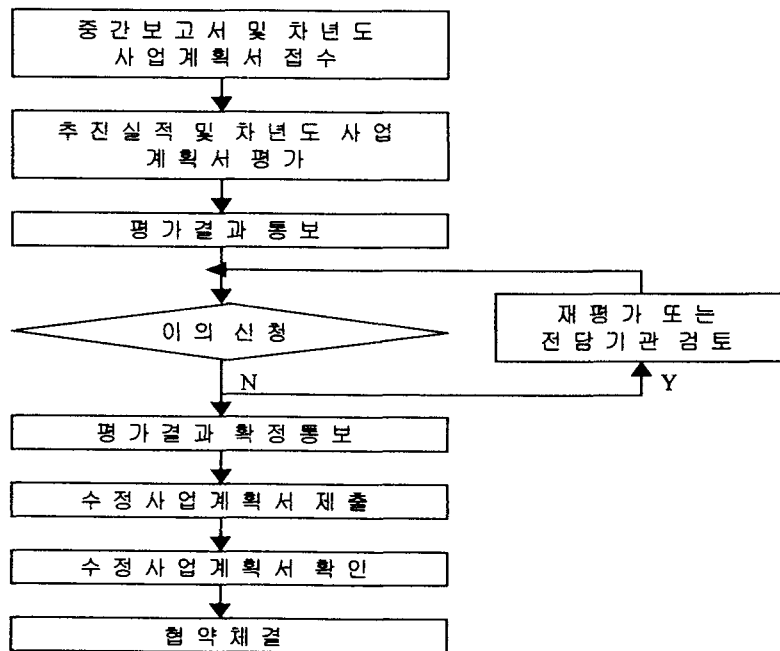 중간보고서 및 차년도
사업계획서 접수
추진실적 및 차년도 사업
계획서 평가
평가결과 통보
이의 신청
재평가 또는
전담기관 검토
N
Y
평가결과 확정통보
수정사업계획서 제출
수정사업계획서 확인
협약체결